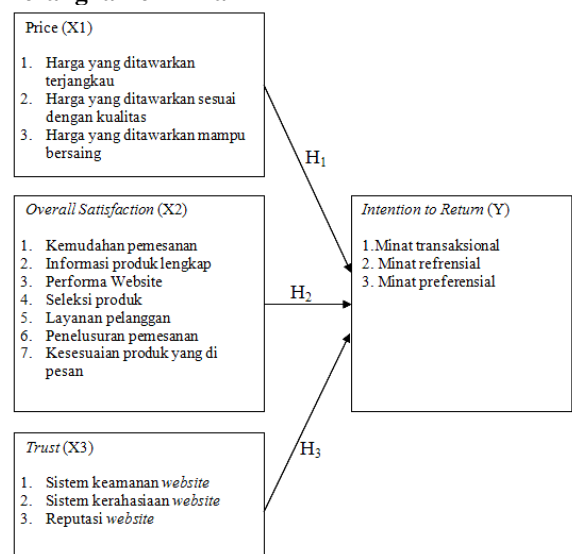 Price (X1)
1. Harga yang ditawarkan
terjangkau
2. Harga yang ditawarkan sesuai
dengan kualitas
3. Harga yang ditawarkan mampu
bersaing
H1
Overall Satisfaction (X2)
1. Kemudahan pemesanan
2. Informasi produk lengkap
3. Performa Website
4. Seleksi produk
5. Layanan pelanggan
6. Penelusuran pemesanan
7. Kesesuaian produk yang di
pesan
H2
Intention to Return (Y)
1.Minat transaksional
2. Minat refrensial
3. Minat preferensial
Trust (X3)
1. Sistem keamanan website
2. Sistem kerahasiaan website
3. Reputasi website
H3